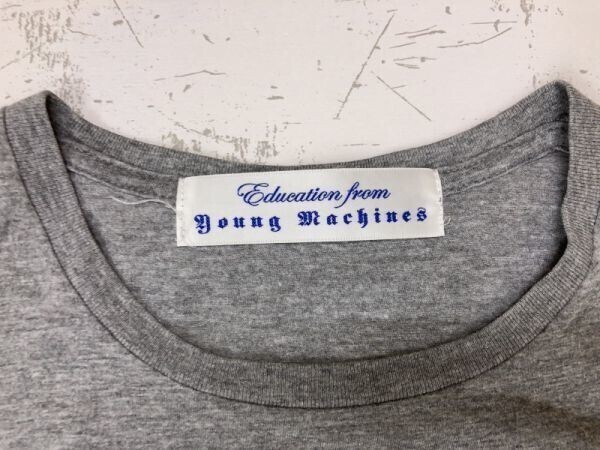 Education from
Young Machines